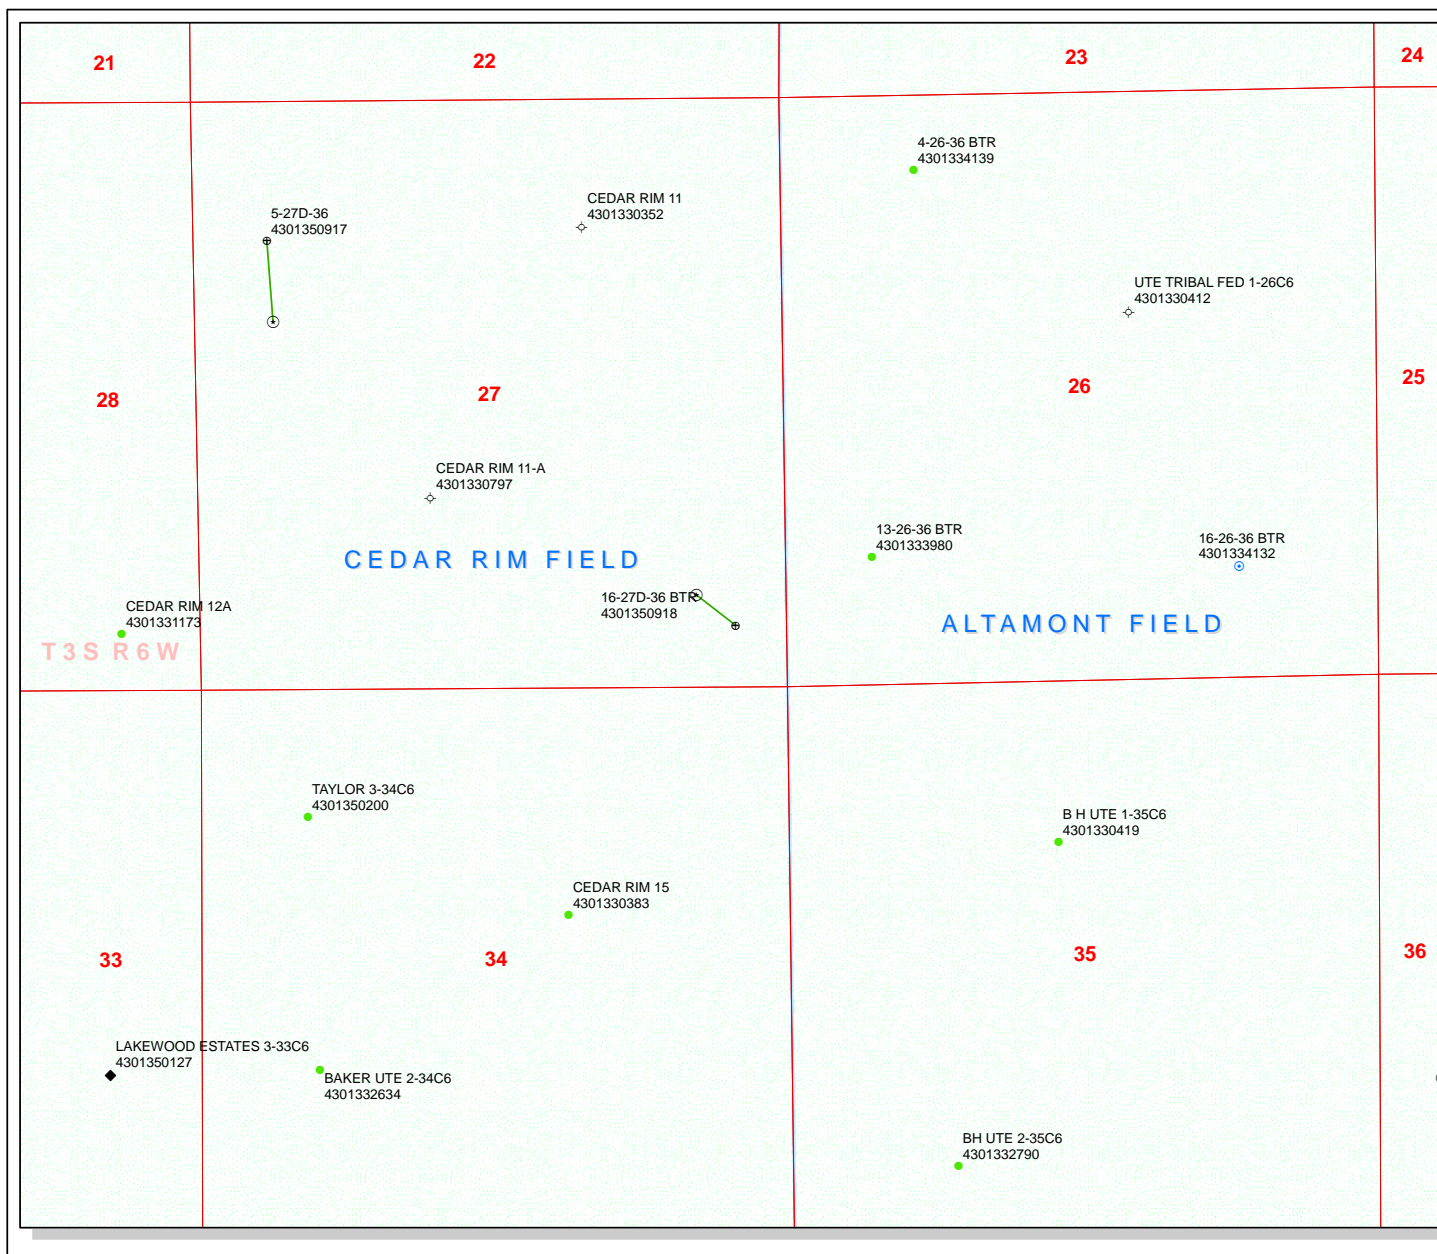 21
22
23
24
4-26-36 BTR
4301334139
CEDAR RIM 11
4301330352
5-27D-36
4301350917
UTE TRIBAL FED 1-26C6
4301330412
28
27
26
25
CEDAR RIM 11-A
4301330797
13-26-36 BTR
4301333980
16-26-36 BTR
4301334132
CEDAR RIM FIELD
16-27D-36 BTR
4301350918
CEDAR RIM 12A
4301331173
ALTAMONT FIELD
T3S R6W
TAYLOR 3-34C6
4301350200
B H UTE 1-35C6
4301330419
CEDAR RIM 15
4301330383
33
34
35
36
LAKEWOOD ESTATES 3-33C6
4301350127
BAKER UTE 2-34C6
4301332634
BH UTE 2-35C6
4301332790